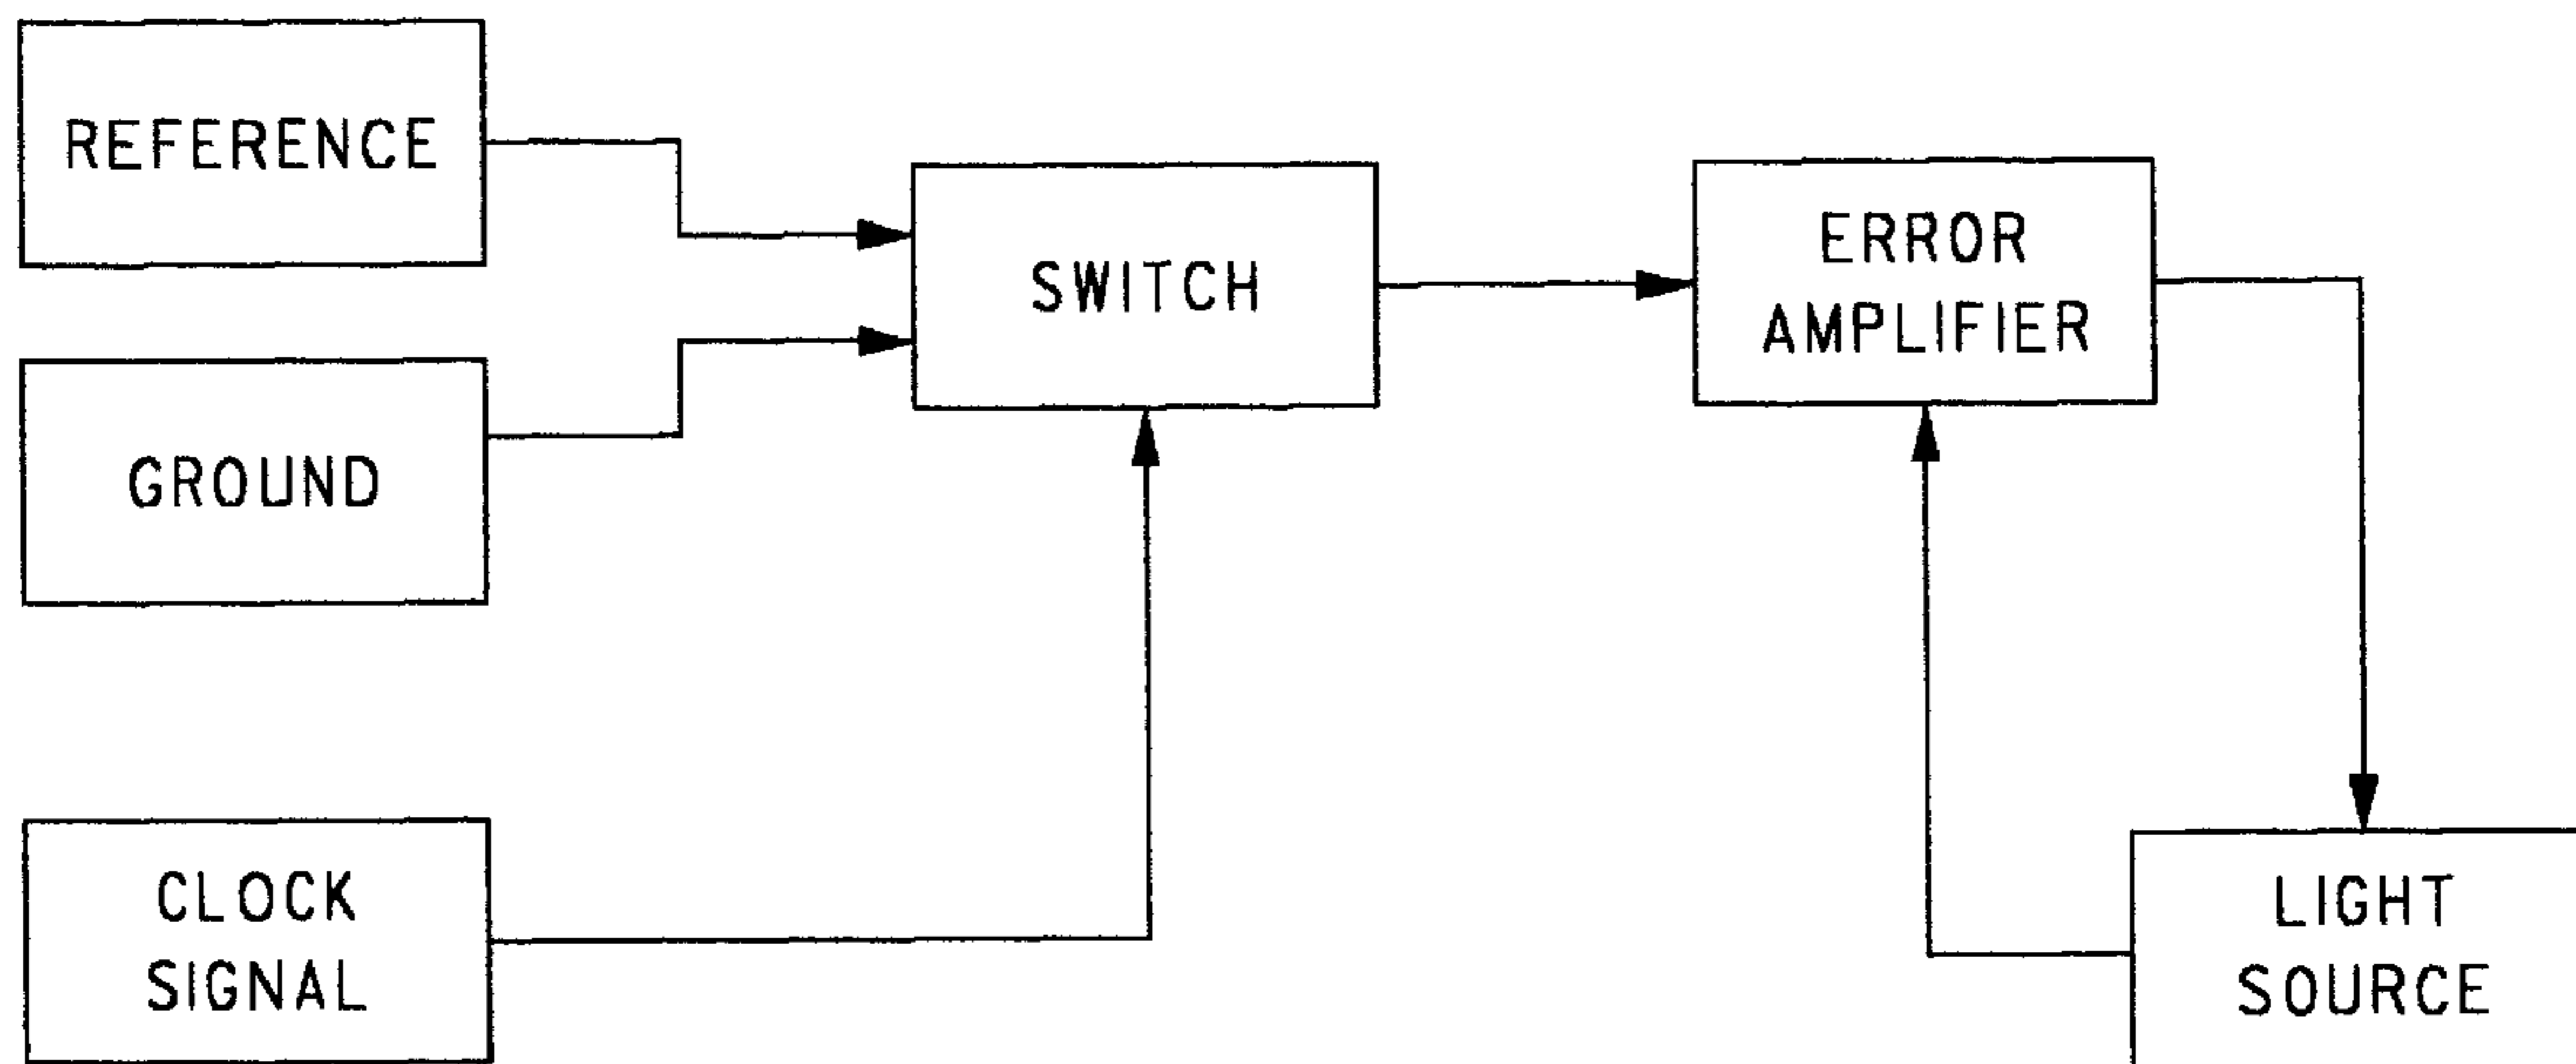 REFERENCE
GROUND
CLOCK
SIGNAL
SWITCH
ERROR
AMPLIFIER
LIGHT
SOURCE